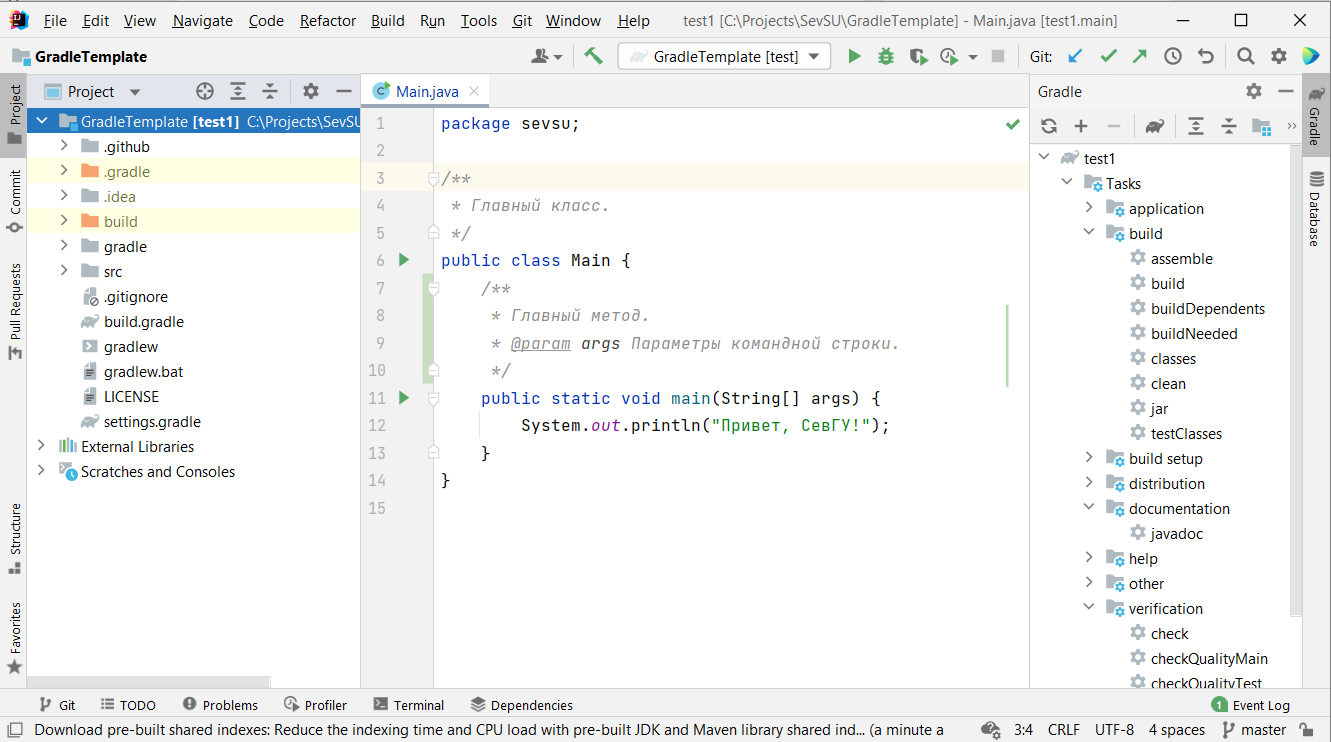 File Edit View Navigate Code Refactor Build Run Tools Git Window Help test1 [C:\Projects\SevSU\GradleTemplate] - Main.java [test1.main]
GradleTemplate GradleTemplate [test] Git:
Project
Commit
Pull Requests
Structure
Favorites
Project
GradleTemplate [test1] C:\Projects\SevSU
.github
.gradle
.idea
build
gradle
src
.gitignore
build.gradle
gradlew
gradlew.bat
LICENSE
settings.gradle
External Libraries
Scratches and Consoles
Main.java
1 package sevsu;
2
3 /**
4 * Главный класс.
5 */
6 public class Main {
7 /**
8 * Главный метод.
9 * @param args Параметры командной строки.
10 */
11 public static void main(String[] args) {
12 System.out.println("Привет, СевГУ!");
13 }
14 }
15
Gradle
test1
Tasks
application
build
assemble
build
buildDependents
buildNeeded
classes
clean
jar
testClasses
build setup
distribution
documentation
javadoc
help
other
verification
check
checkQualityMain
checkQualityTest
Gradle
Database
Git TODO Problems Profiler Terminal Dependencies 1 Event Log
Download pre-built shared indexes: Reduce the indexing time and CPU load with pre-built JDK and Maven library shared ind... (a minute a 3:4 CRLF UTF-8 4 spaces master